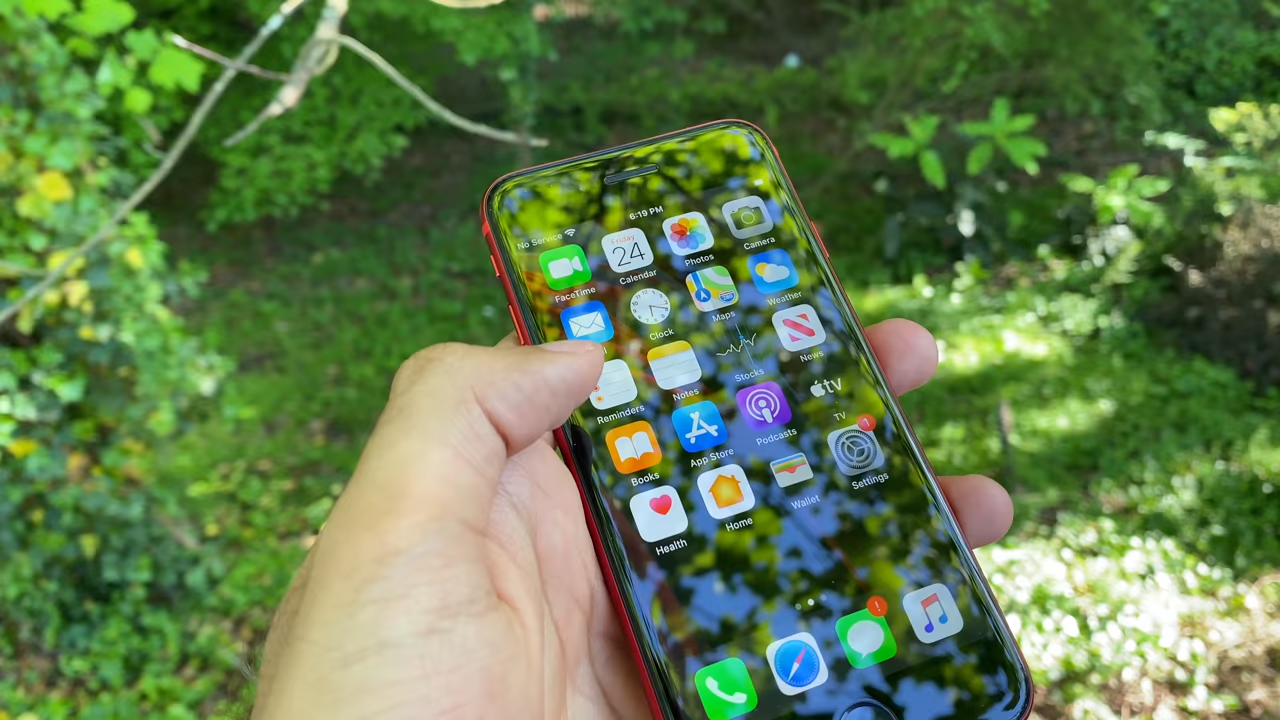 6:19 PM
No Service
Friday
24
FaceTime
Calendar
Photos
Camera
Clock
Maps
Weather
Reminders
Notes
Stocks
News
tv
Books
App Store
Podcasts
TV
1
Health
Home
Wallet
Settings
!